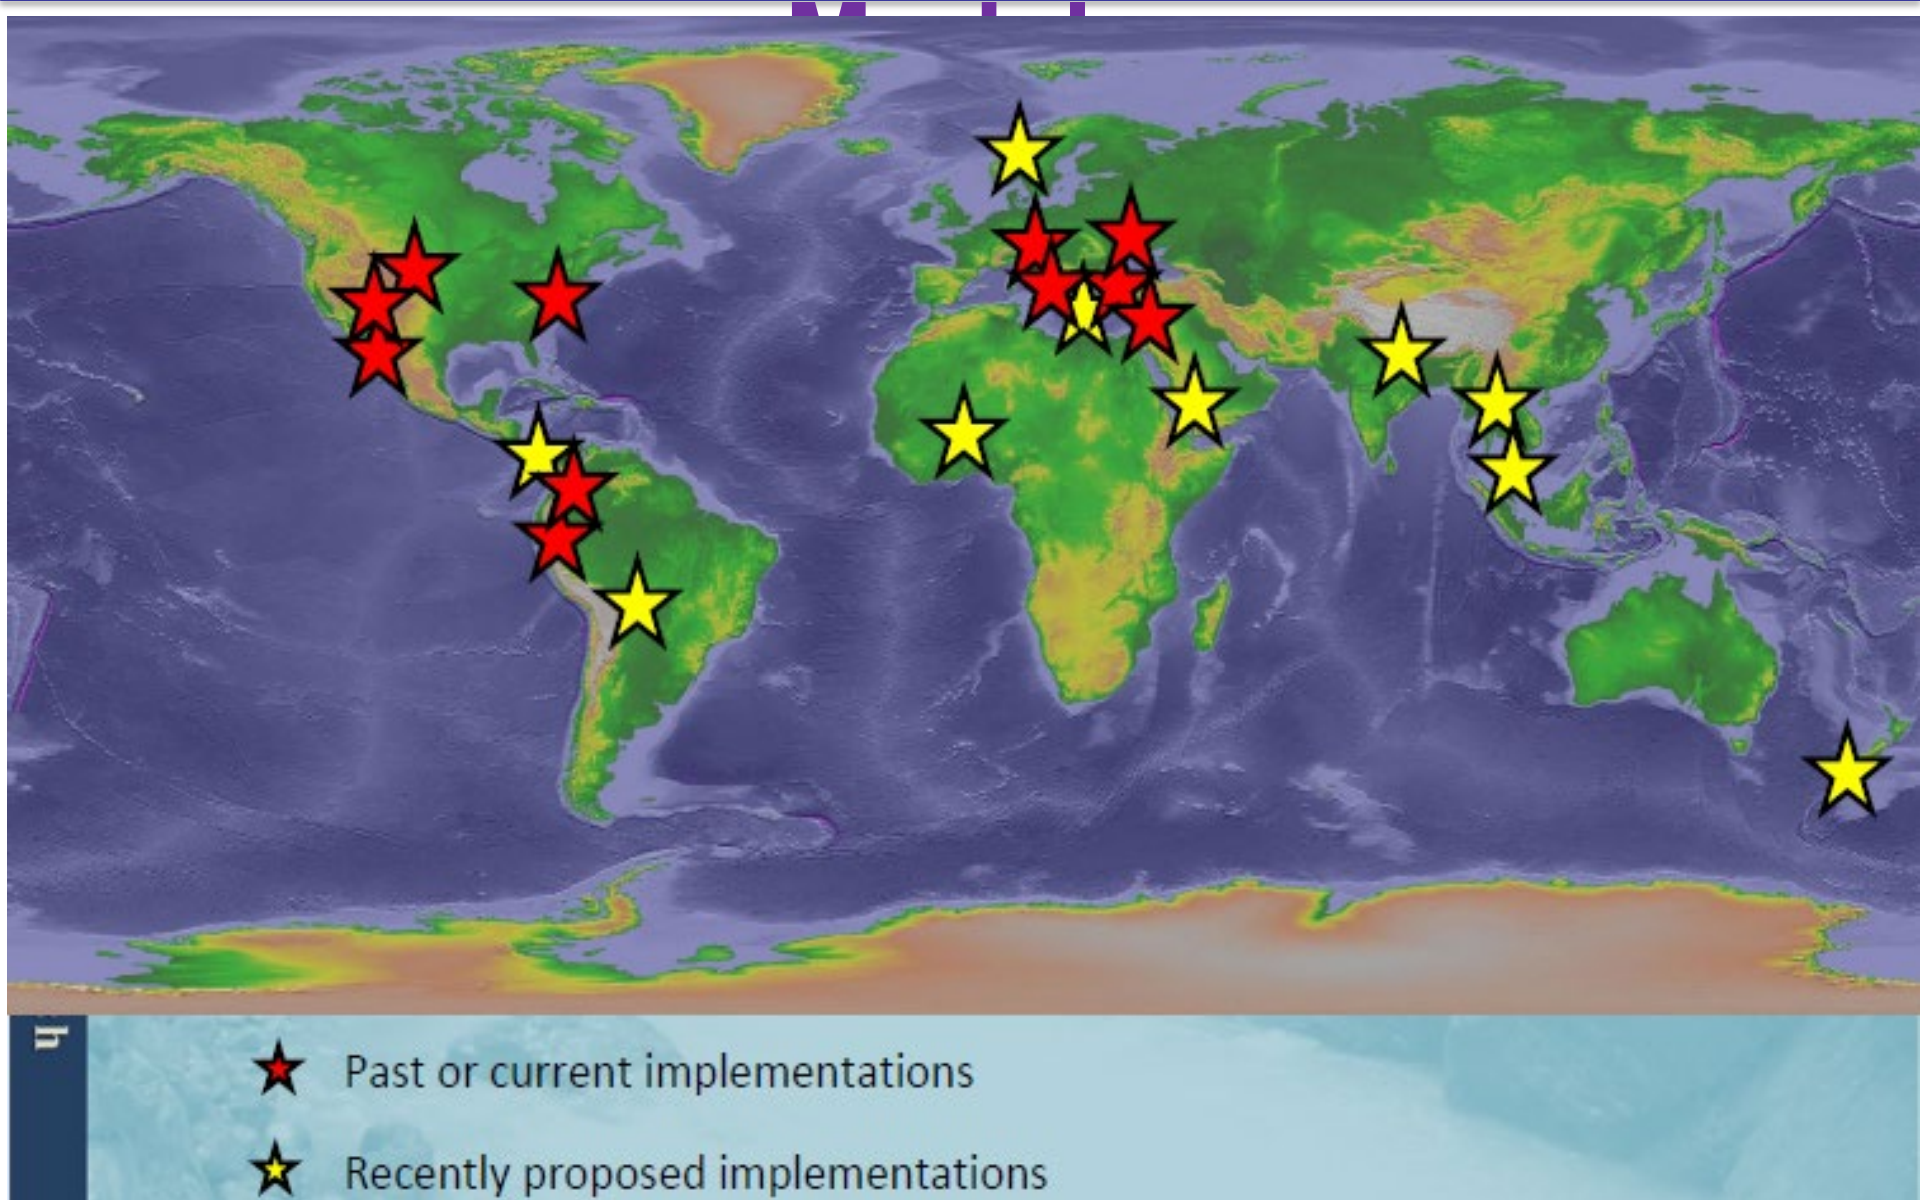 h
Past or current implementations
Recently proposed implementations